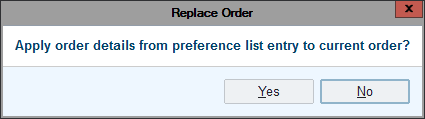 Replace Order
x
Apply order details from preference list entry to current order?
Yes No